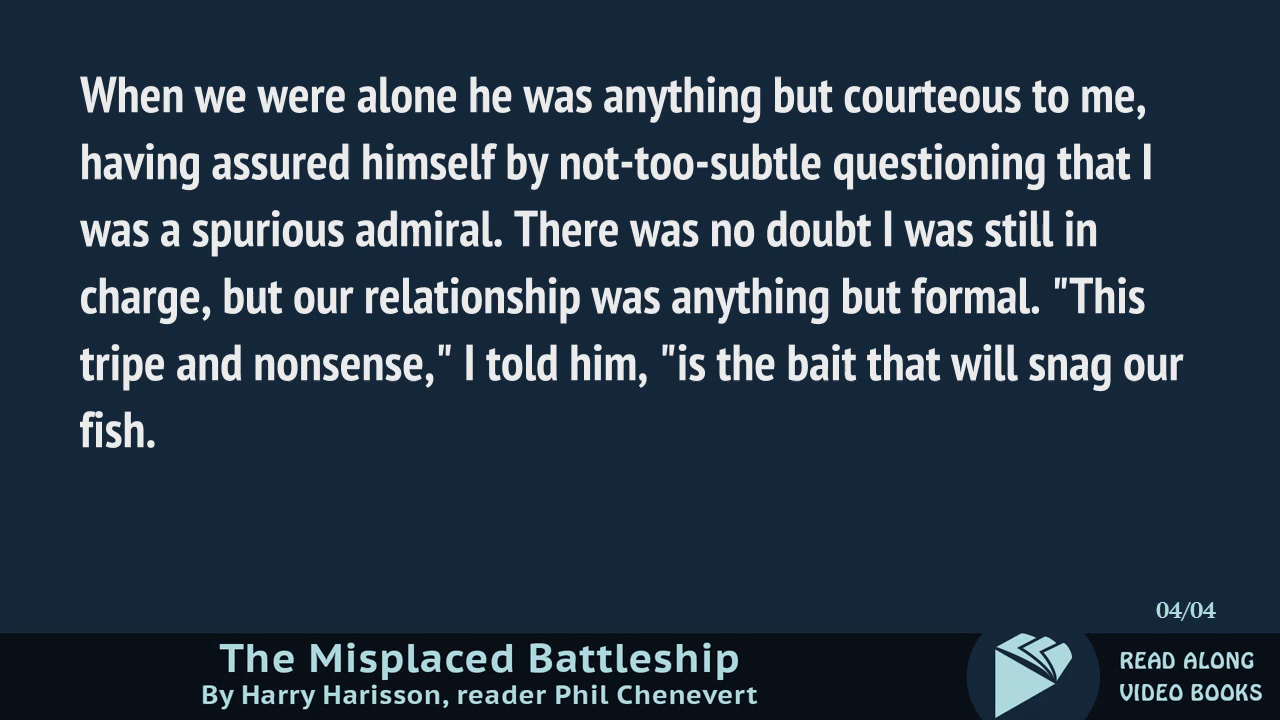 When we were alone he was anything but courteous to me,
having assured himself by not-too-subtle questioning that I
was a spurious admiral. There was no doubt I was still in
charge, but our relationship was anything but formal. "This
tripe and nonsense," I told him, "is the bait that will snag our
fish.
04/04
The Misplaced Battleship
By Harry Harisson, reader Phil Chenevert
READ ALONG
VIDEO BOOKS